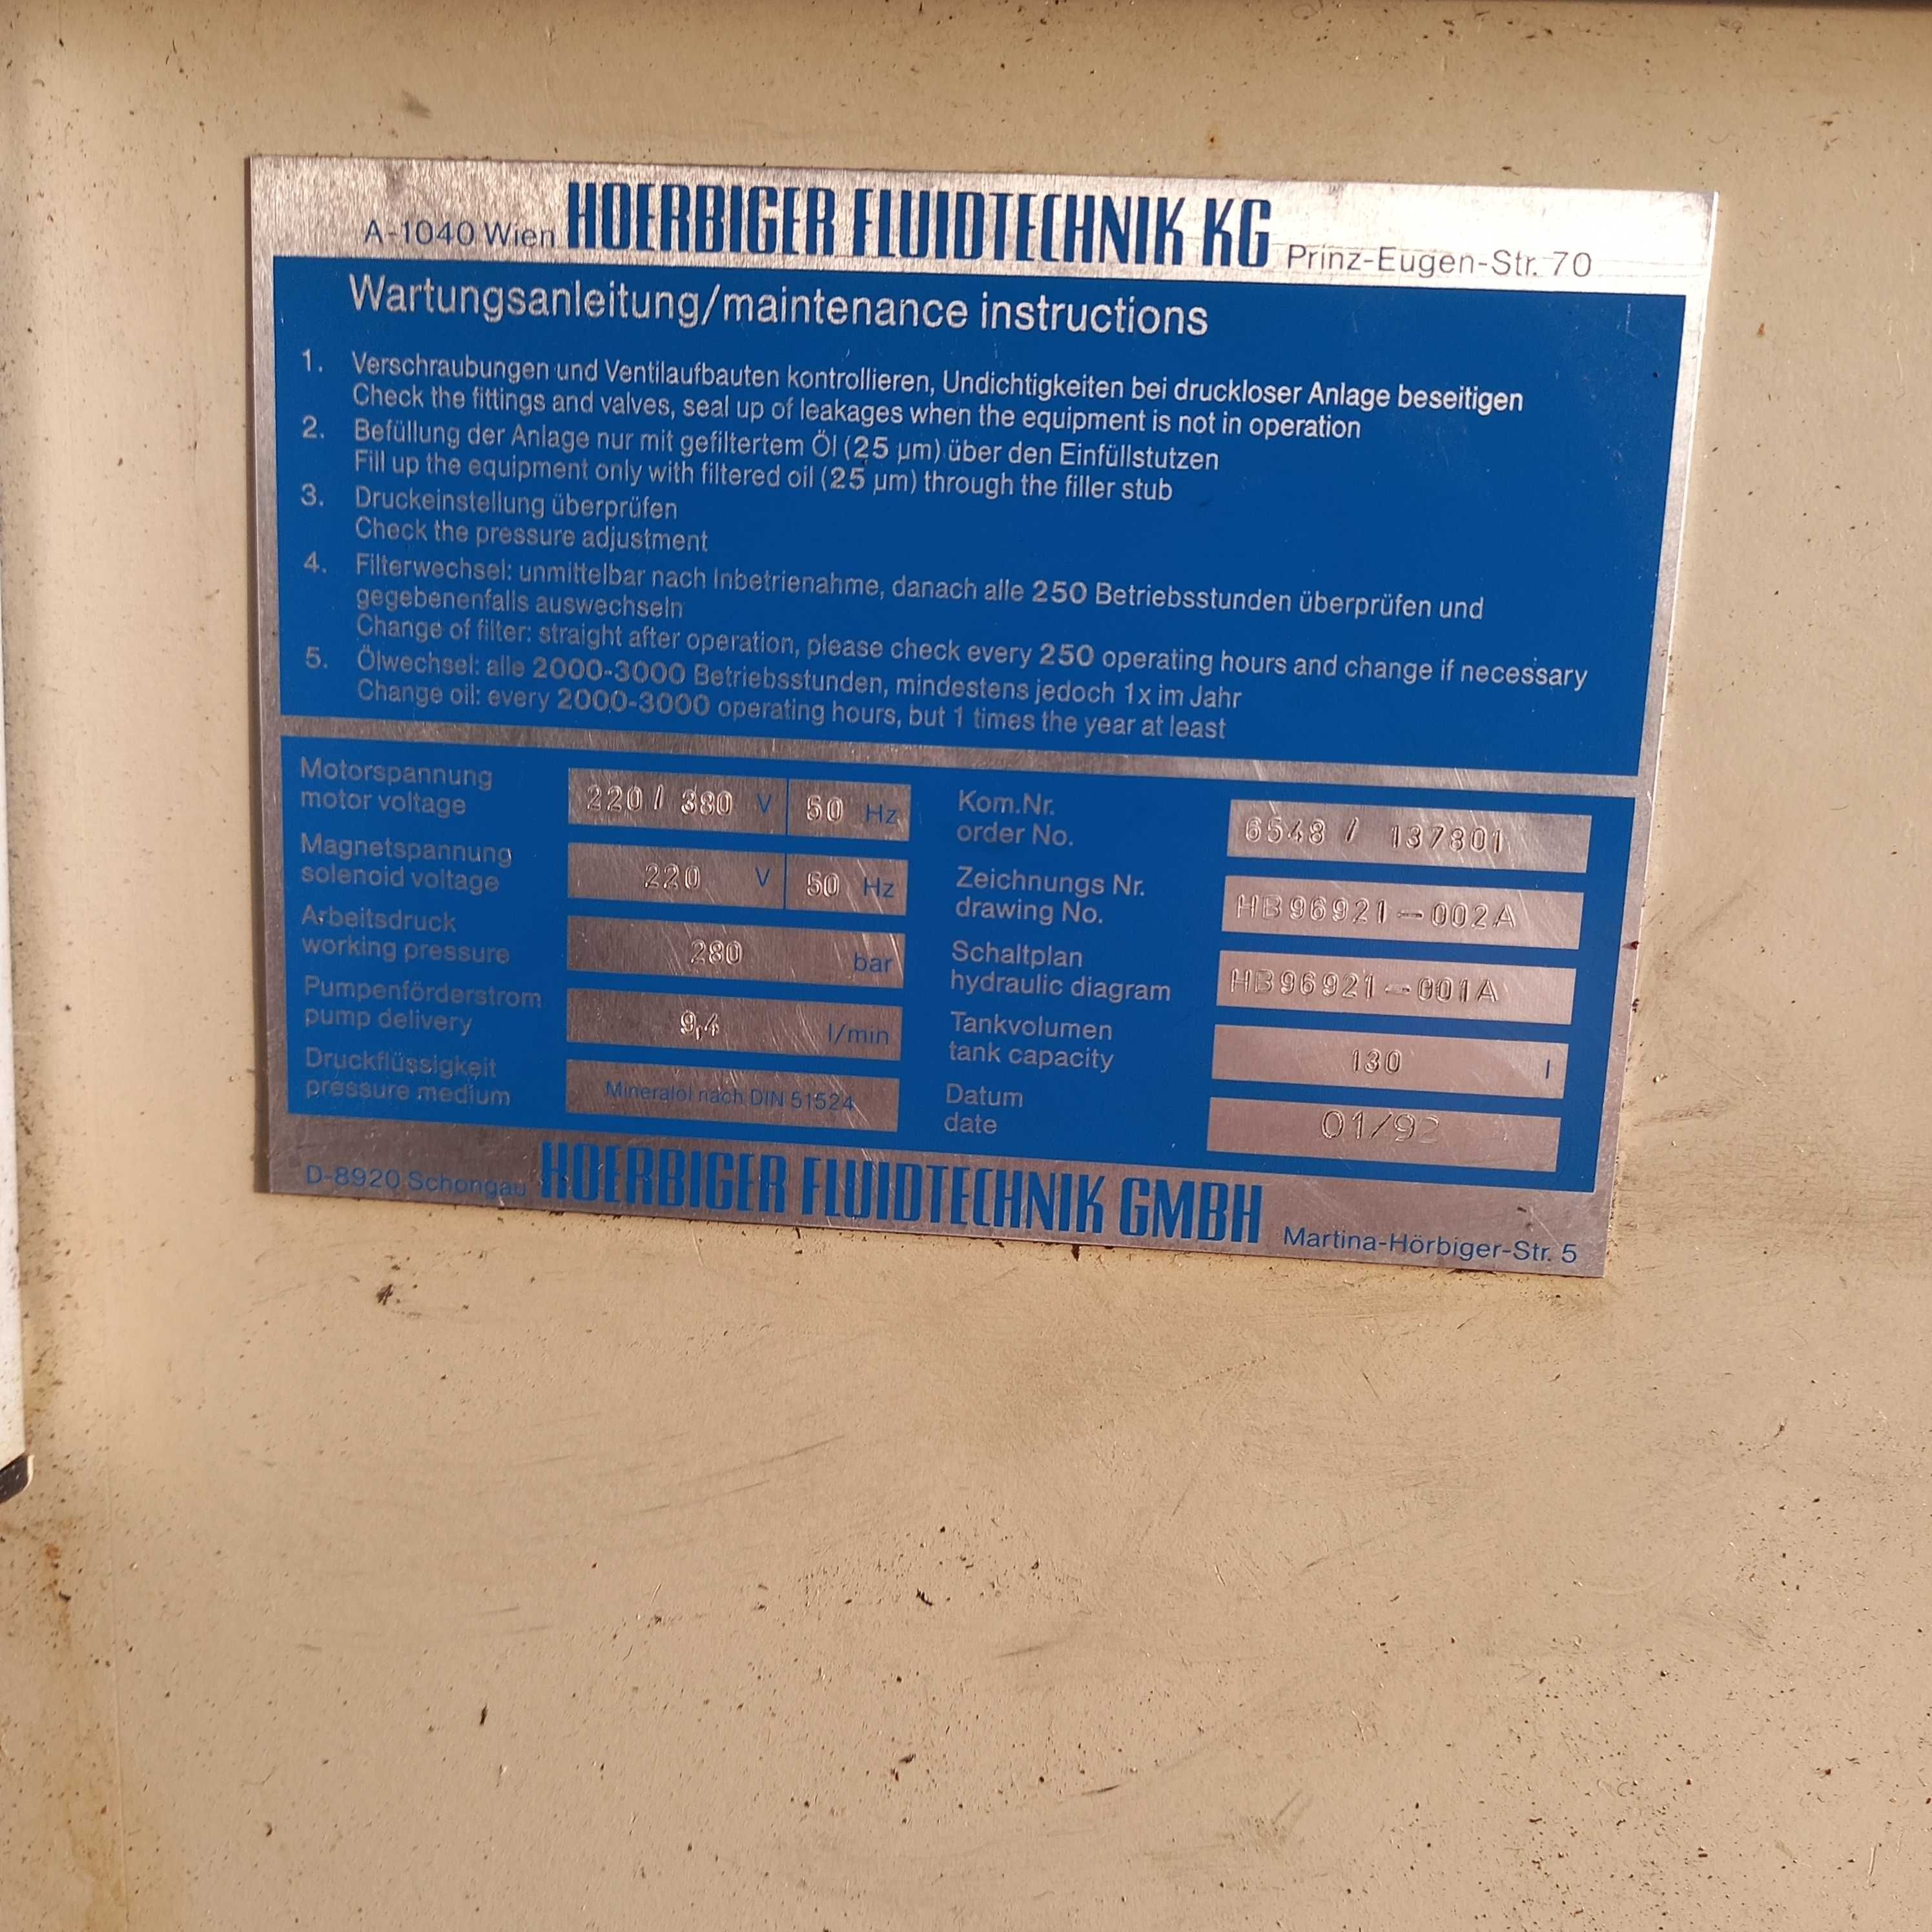 A-1040 Wien HOERBIGER FLUIDTECHNIK KG Prinz-Eugen-Str. 70
Wartungsanleitung/maintenance instructions
1. Verschraubungen und Ventilaufbauten kontrollieren, Undichtigkeiten bei druckloser Anlage beseitigen
Check the fittings and valves, seal up of leakages when the equipment is not in operation
2. Befüllung der Anlage nur mit gefiltertem Öl (25 µm) über den Einfüllstutzen
Fill up the equipment only with filtered oil (25 µm) through the filler stub
3. Druckeinstellung überprüfen
Check the pressure adjustment
4. Filterwechsel: unmittelbar nach Inbetrienahme, danach alle 250 Betriebsstunden überprüfen und
gegebenenfalls auswechseln
Change of filter: straight after operation, please check every 250 operating hours and change if necessary
5. Ölwechsel: alle 2000-3000 Betriebsstunden, mindestens jedoch 1x im Jahr
Change oil: every 2000-3000 operating hours, but 1 times the year at least
Motorspannung
motor voltage
220 / 380 V 50 Hz
Magnetspannung
solenoid voltage
220 V 50 Hz
Arbeitsdruck
working pressure
280 bar
Pumpenförderstrom
pump delivery
9,4 l/min
Druckflüssigkeit
pressure medium
Mineralöl nach DIN 51524
Kom.Nr.
order No.
6548 / 137801
Zeichnungs Nr.
drawing No.
HB96921-002A
Schaltplan
hydraulic diagram
HB96921-001A
Tankvolumen
tank capacity
130 l
Datum
date
01/92
D-8920 Schongau HOERBIGER FLUIDTECHNIK GMBH Martina-Hörbiger-Str. 5